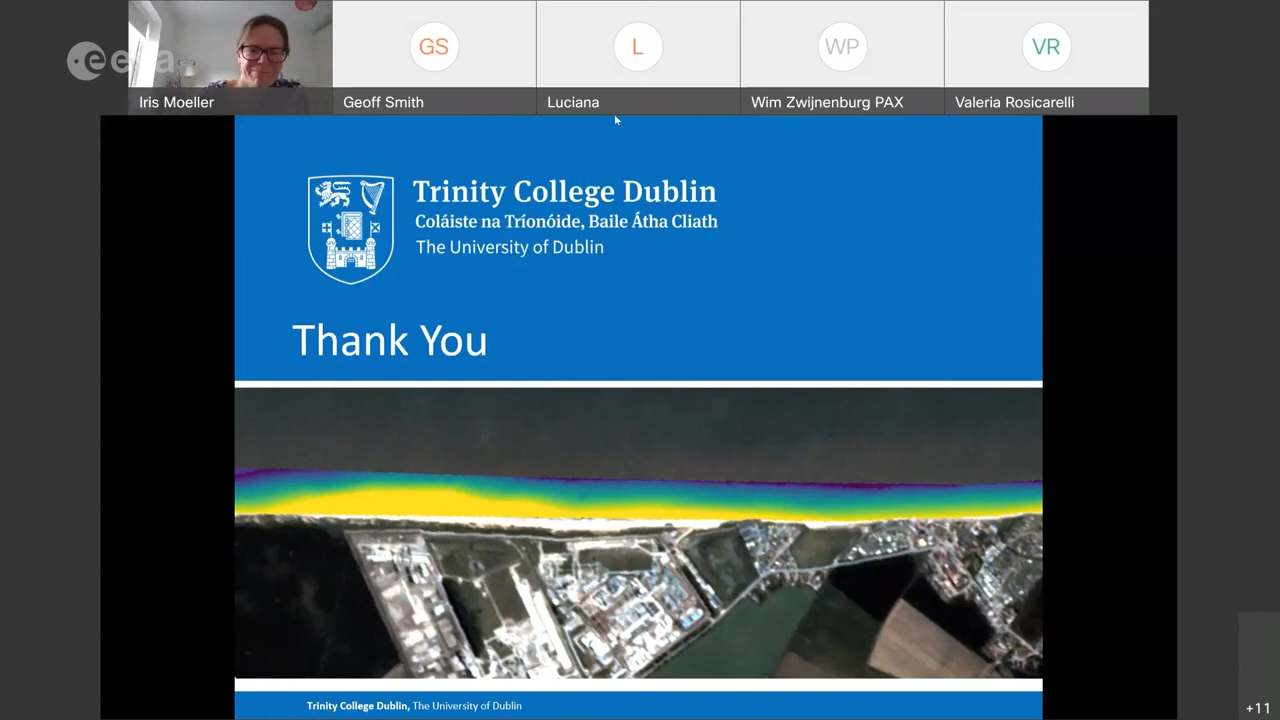 esa
Iris Moeller
GS
Geoff Smith
L
Luciana
WP
Wim Zwijnenburg PAX
VR
Valeria Rosicarelli
Trinity College Dublin
Coláiste na Tríonóide, Baile Átha Cliath
The University of Dublin
Thank You
Trinity College Dublin, The University of Dublin
+11